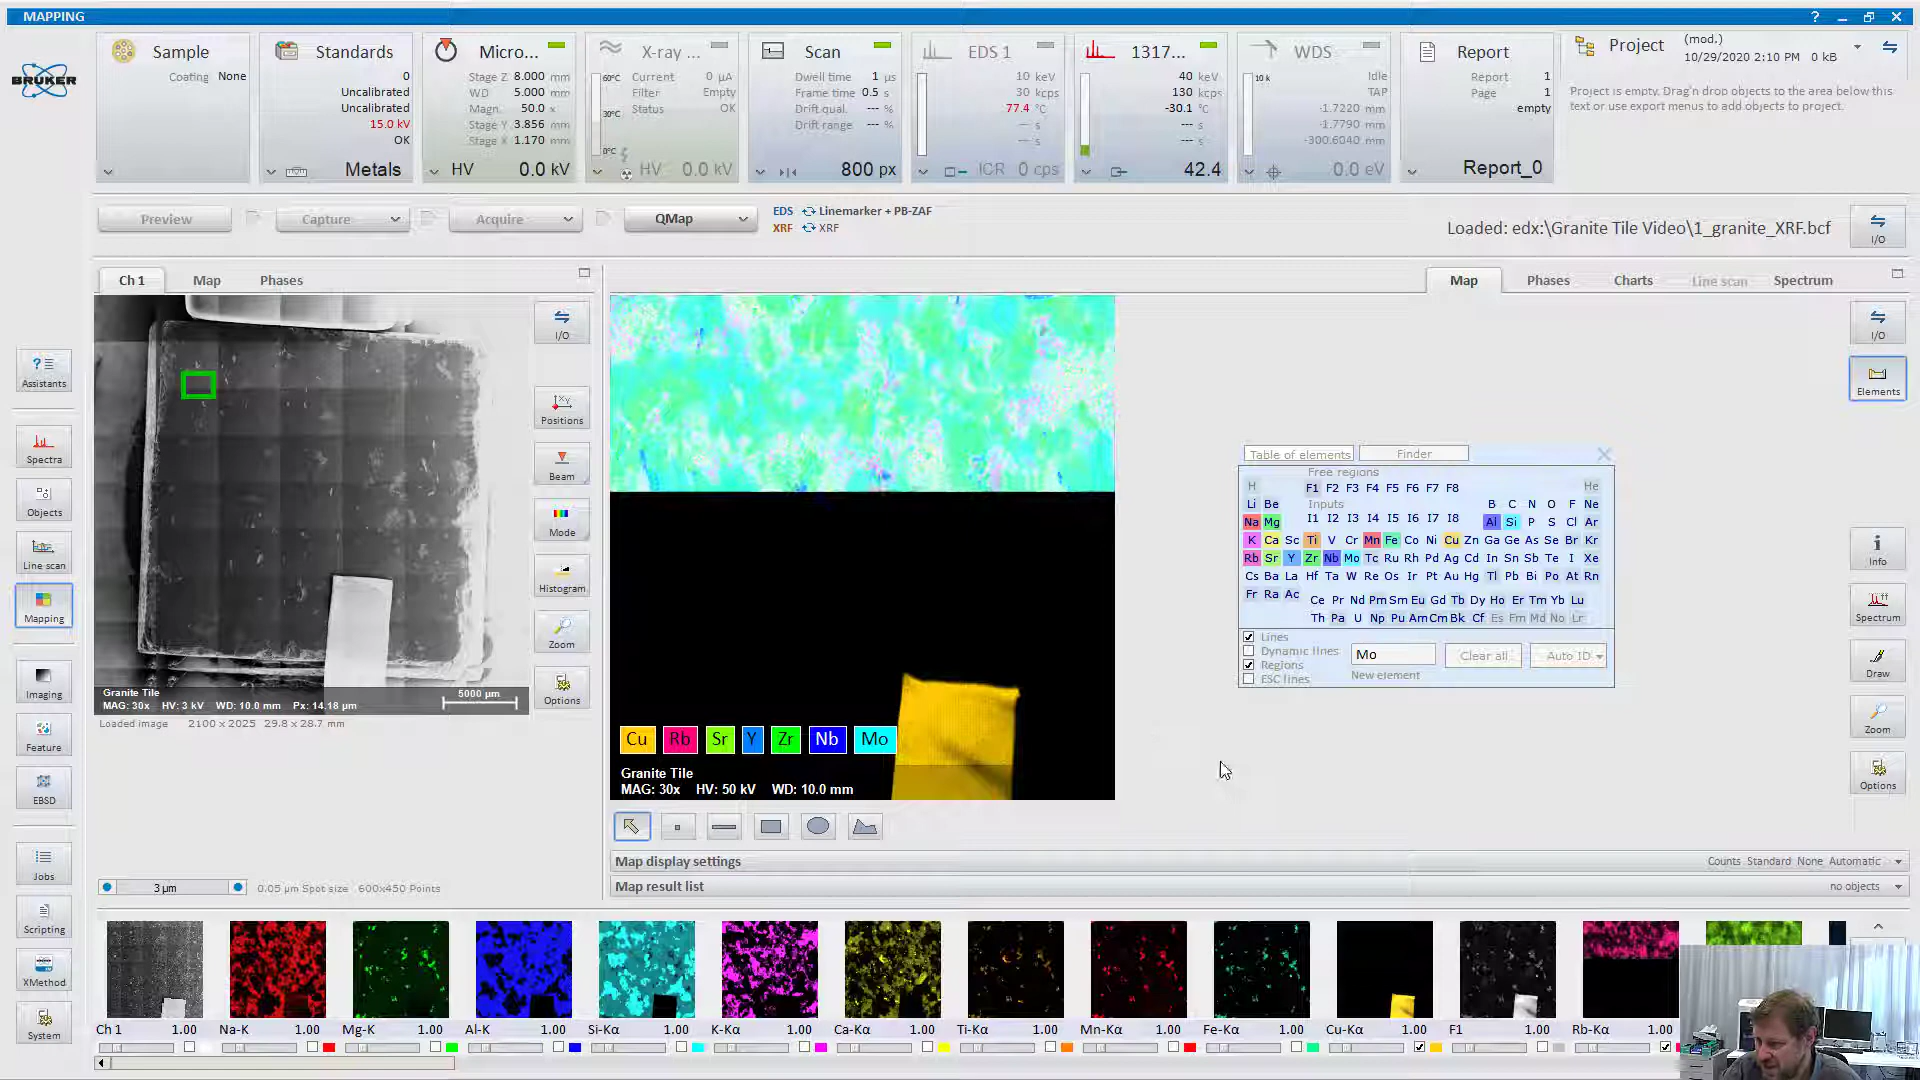 MAPPING
?
BRUKER
Sample
Coating None
Standards
0
Uncalibrated
Uncalibrated
15.0 kV
OK
Metals
Micro...
Stage Z 8.000 mm
WD 5.000 mm
Magn. 50.0 x
Stage Y 3.856 mm
Stage X 1.170 mm
HV 0.0 kV
X-ray ...
60°C
30°C
0°C
Current 0 µA
Filter Empty
Status OK
HV 0.0 kV
Scan
Dwell time 1 µs
Frame time 0.5 s
Drift qual. --- %
Drift range --- %
800 px
EDS 1
10 keV
30 kcps
77.4 °C
--- s
--- s
ICR 0 cps
1317...
40 keV
130 kcps
-30.1 °C
--- s
--- s
42.4
WDS
10 k
Idle
TAP
-1.7220 mm
-1.7790 mm
-300.6040 mm
0.0 eV
Report
Report 1
Page 1
empty
Report_0
Project
(mod.)
10/29/2020 2:10 PM 0 kB
Project is empty. Drag'n drop objects to the area below this
text or use export menus to add objects to project.
Preview
Capture
Acquire
QMap
EDS Linemarker + PB-ZAF
XRF XRF
Loaded: edx:\Granite Tile Video\1_granite_XRF.bcf
I/O
Ch 1 Map Phases
Map Phases Charts Line scan Spectrum
Assistants
Spectra
Objects
Line scan
Mapping
Imaging
Feature
EBSD
Jobs
Scripting
XMethod
System
Granite Tile
MAG: 30x HV: 3 kV WD: 10.0 mm Px: 14.18 µm
5000 µm
Loaded image 2100 x 2025 29.8 x 28.7 mm
3 µm
0.05 µm Spot size 600x450 Points
I/O
Positions
Beam
Mode
Histogram
Zoom
Options
Cu Rb Sr Y Zr Nb Mo
Granite Tile
MAG: 30x HV: 50 kV WD: 10.0 mm
Table of elements
Finder
Free regions
H F1 F2 F3 F4 F5 F6 F7 F8 He
Li Be Inputs B C N O F Ne
Na Mg I1 I2 I3 I4 I5 I6 I7 I8 Al Si P S Cl Ar
K Ca Sc Ti V Cr Mn Fe Co Ni Cu Zn Ga Ge As Se Br Kr
Rb Sr Y Zr Nb Mo Tc Ru Rh Pd Ag Cd In Sn Sb Te I Xe
Cs Ba La Hf Ta W Re Os Ir Pt Au Hg Tl Pb Bi Po At Rn
Fr Ra Ac Ce Pr Nd Pm Sm Eu Gd Tb Dy Ho Er Tm Yb Lu
Th Pa U Np Pu Am Cm Bk Cf Es Fm Md No Lr
Lines
Dynamic lines
Regions
ESC lines
Mo
New element
Clear all
Auto ID
I/O
Elements
Info
Spectrum
Draw
Zoom
Options
Map display settings
Counts Standard None Automatic
Map result list
no objects
Ch 1 1.00
Na-K 1.00
Mg-K 1.00
Al-K 1.00
Si-Kα 1.00
K-Kα 1.00
Ca-Kα 1.00
Ti-Kα 1.00
Mn-Kα 1.00
Fe-Kα 1.00
Cu-Kα 1.00
F1 1.00
Rb-Kα 1.00